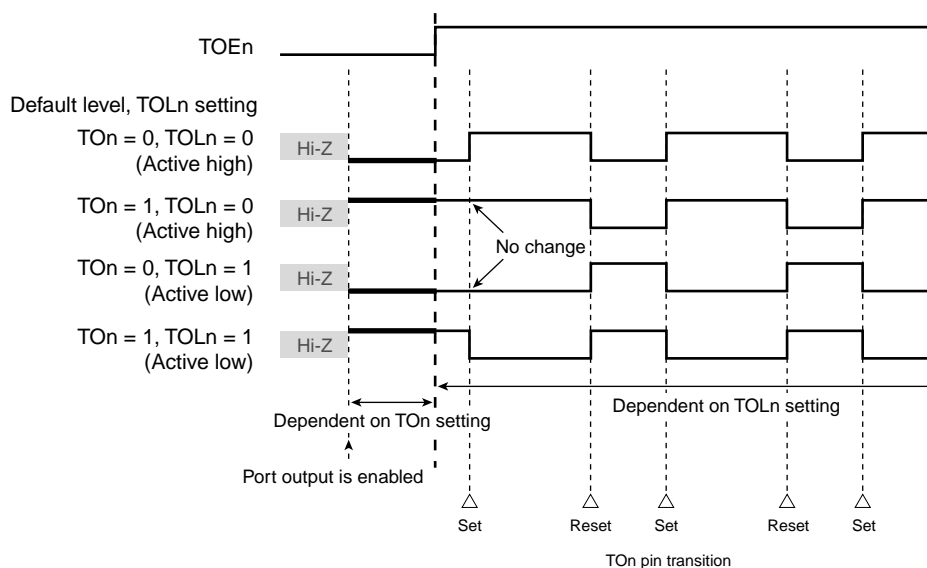 TOEn
Default level, TOLn setting
TOn = 0, TOLn = 0
(Active high)
Hi-Z
TOn = 1, TOLn = 0
(Active high)
Hi-Z
No change
TOn = 0, TOLn = 1
(Active low)
Hi-Z
TOn = 1, TOLn = 1
(Active low)
Hi-Z
Dependent on TOn setting
Dependent on TOLn setting
Port output is enabled
Set
Reset
Set
Reset
Set
TOn pin transition